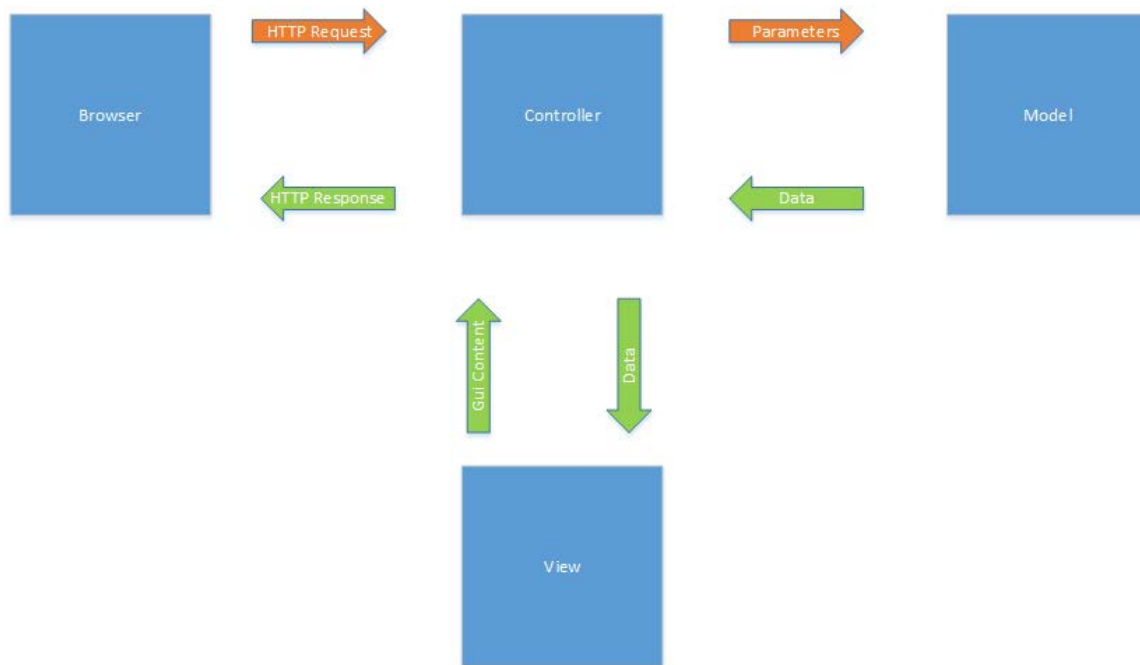 HTTP Request
Parameters
Browser
Controller
Model
HTTP Response
Data
Gui Content
Data
View